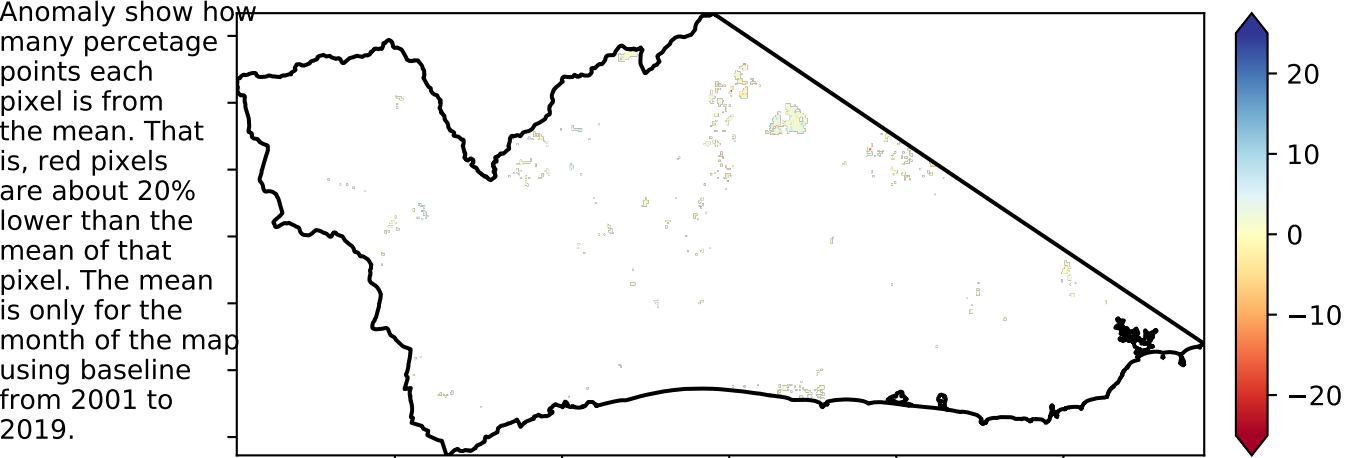 Anomaly show how
many percetage
points each
pixel is from
the mean. That
is, red pixels
are about 20%
lower than the
mean of that
pixel. The mean
is only for the
month of the map
using baseline
from 2001 to
2019.
20
10
0
−10
−20